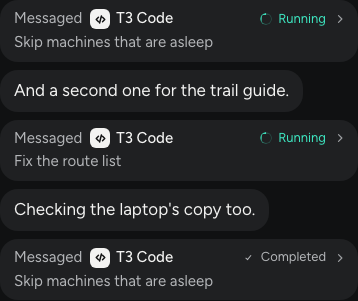 Messaged T3 Code Running
Skip machines that are asleep
And a second one for the trail guide.
Messaged T3 Code Running
Fix the route list
Checking the laptop's copy too.
Messaged T3 Code Completed
Skip machines that are asleep